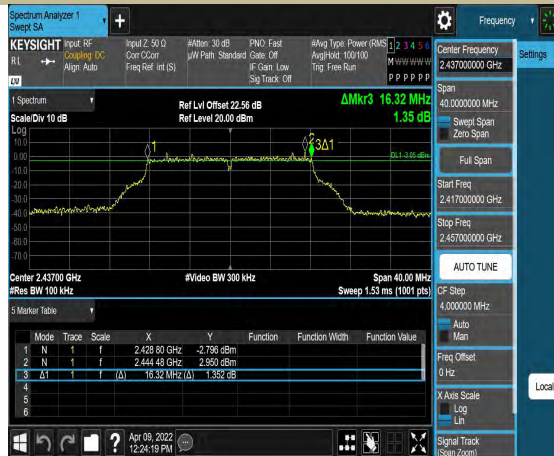 Spectrum Analyzer 1
Swept SA
+
Frequency
KEYSIGHT
RL
Input: RF
Coupling: DC
Align: Auto
Input Z: 50 Ω
Corr CCorr
Freq Ref: Int (S)
#Atten: 30 dB
µW Path: Standard
PNO: Fast
Gate: Off
IF Gain: Low
Sig Track: Off
#Avg Type: Power (RMS
Avg|Hold: 100/100
Trig: Free Run
1 2 3 4 5 6
M W W W W W
P P P P P P
LW
1 Spectrum
Scale/Div 10 dB
Ref Lvl Offset 22.56 dB
Ref Level 20.00 dBm
ΔMkr3 16.32 MHz
1.35 dB
Log
10.0
0.00
-10.0
-20.0
-30.0
-40.0
-50.0
-60.0
-70.0
1
3Δ1
DL1 -3.05 dBm
Center 2.43700 GHz
#Res BW 100 kHz
#Video BW 300 kHz
Span 40.00 MHz
Sweep 1.53 ms (1001 pts)
5 Marker Table
Mode Trace Scale X Y Function Function Width Function Value
1 N 1 f 2.428 80 GHz -2.796 dBm
2 N 1 f 2.444 48 GHz 2.950 dBm
3 Δ1 1 f (Δ) 16.32 MHz (Δ) 1.352 dB
4
5
6
?
Apr 09, 2022
12:24:19 PM
Center Frequency
2.437000000 GHz
Settings
Span
40.0000000 MHz
Swept Span
Zero Span
Full Span
Start Freq
2.417000000 GHz
Stop Freq
2.457000000 GHz
AUTO TUNE
CF Step
4.000000 MHz
Auto
Man
Freq Offset
0 Hz
X Axis Scale
Log
Lin
Local
Signal Track
(Span Zoom)